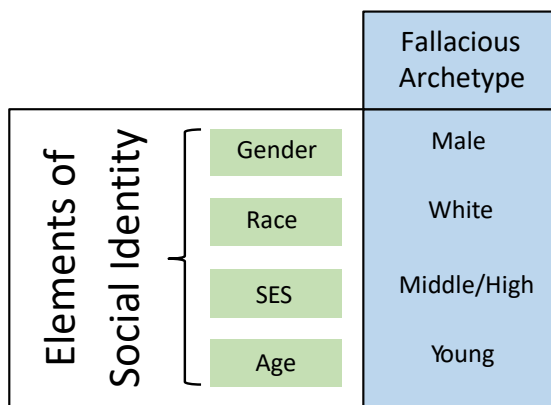 Fallacious
Archetype
Elements of
Social Identity
Gender
Male
Race
White
SES
Middle/High
Age
Young